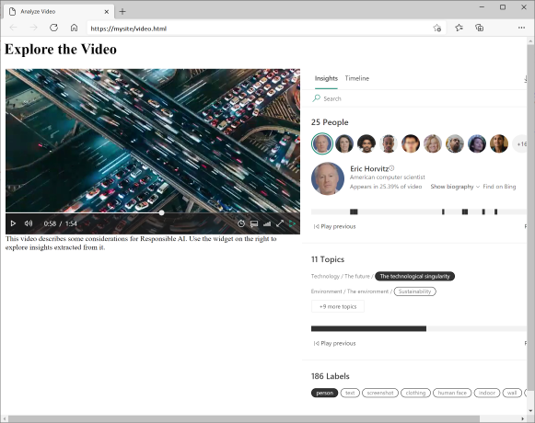 Analyze Video
https://mysite/video.html
Explore the Video
0:58 / 1:54
This video describes some considerations for Responsible AI. Use the widget on the right to
explore insights extracted from it.
Insights Timeline
Search
25 People
+16
Eric Horvitz
American computer scientist
Appears in 25.39% of video Show biography Find on Bing
Play previous
11 Topics
Technology / The future / The technological singularity
Environment / The environment / Sustainability
+9 more topics
Play previous
186 Labels
person text screenshot clothing human face indoor wall